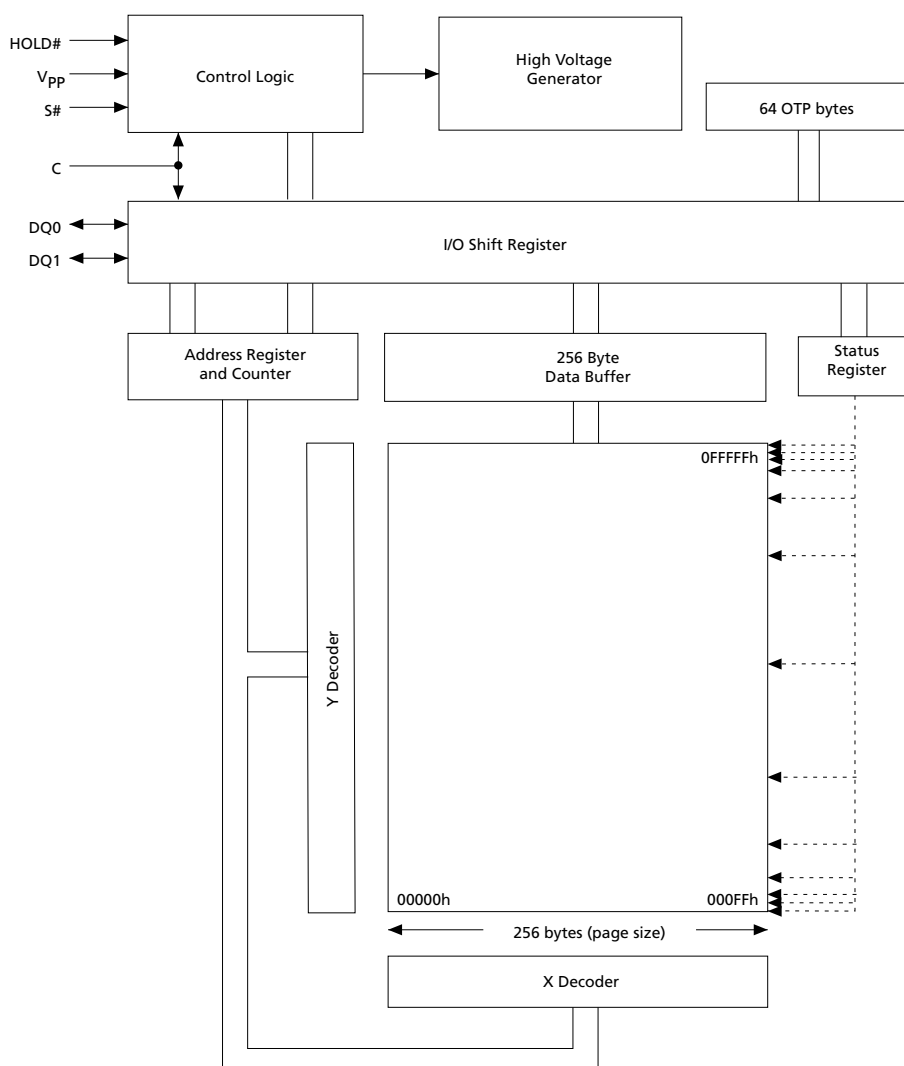 HOLD#
VPP
S#
Control Logic
High Voltage
Generator
64 OTP bytes
C
DQ0
DQ1
I/O Shift Register
Address Register
and Counter
256 Byte
Data Buffer
Status
Register
0FFFFFh
Y Decoder
00000h
000FFh
256 bytes (page size)
X Decoder